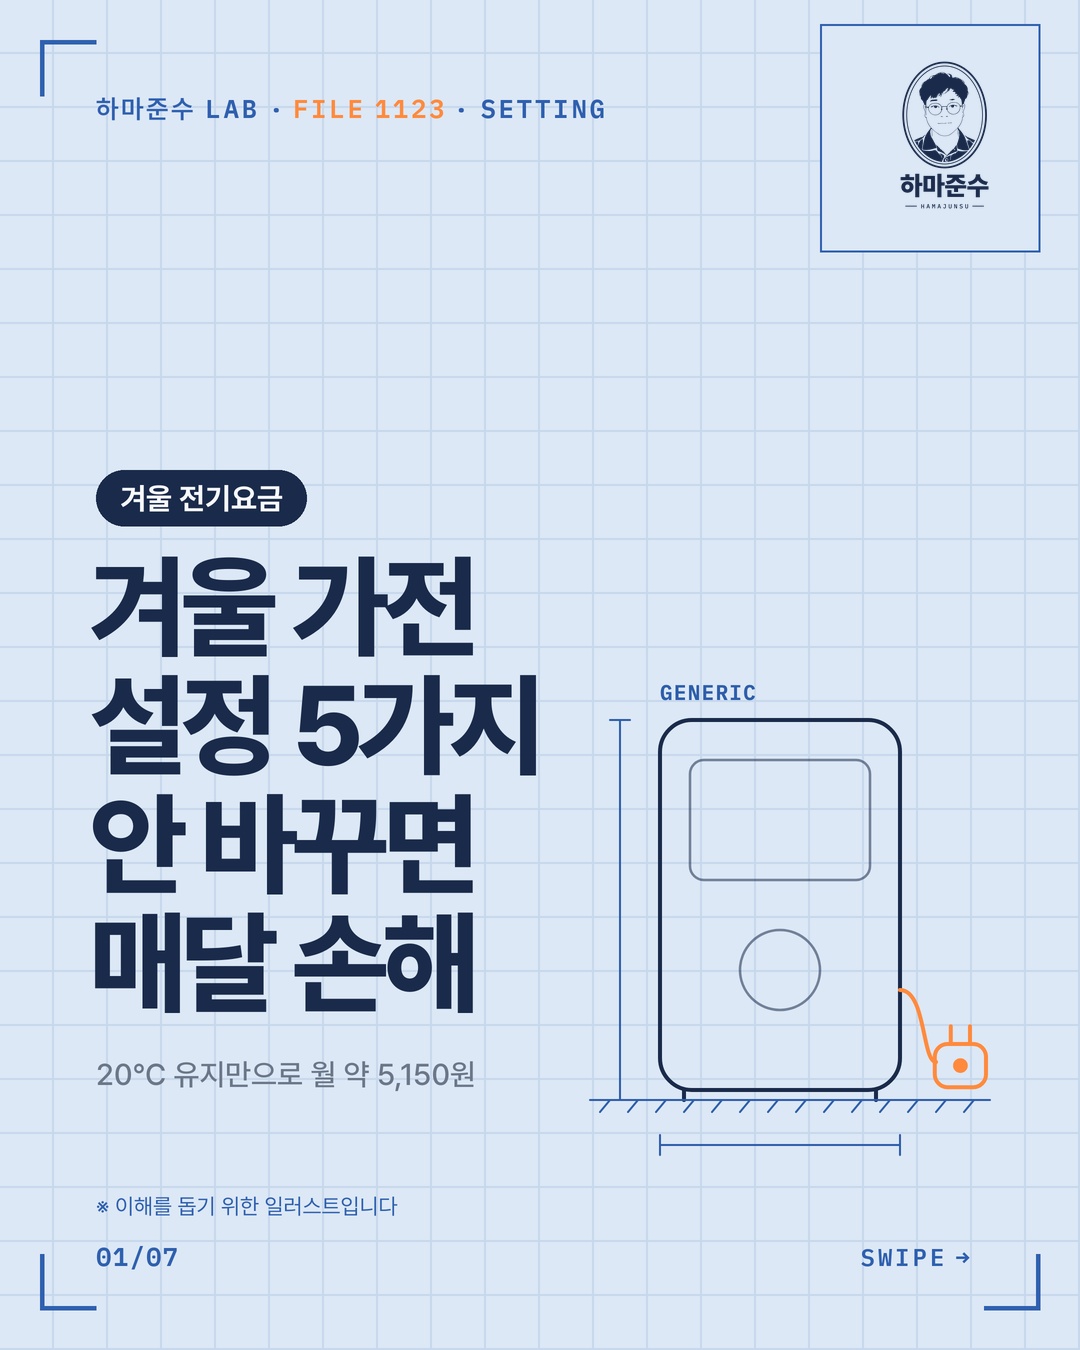 하마준수 LAB · FILE 1123 · SETTING
하마준수
HAMAJUNSU
겨울 전기요금
겨울 가전
설정 5가지
안 바꾸면
매달 손해
20°C 유지만으로 월 약 5,150원
GENERIC
※ 이해를 돕기 위한 일러스트입니다
01/07
SWIPE →